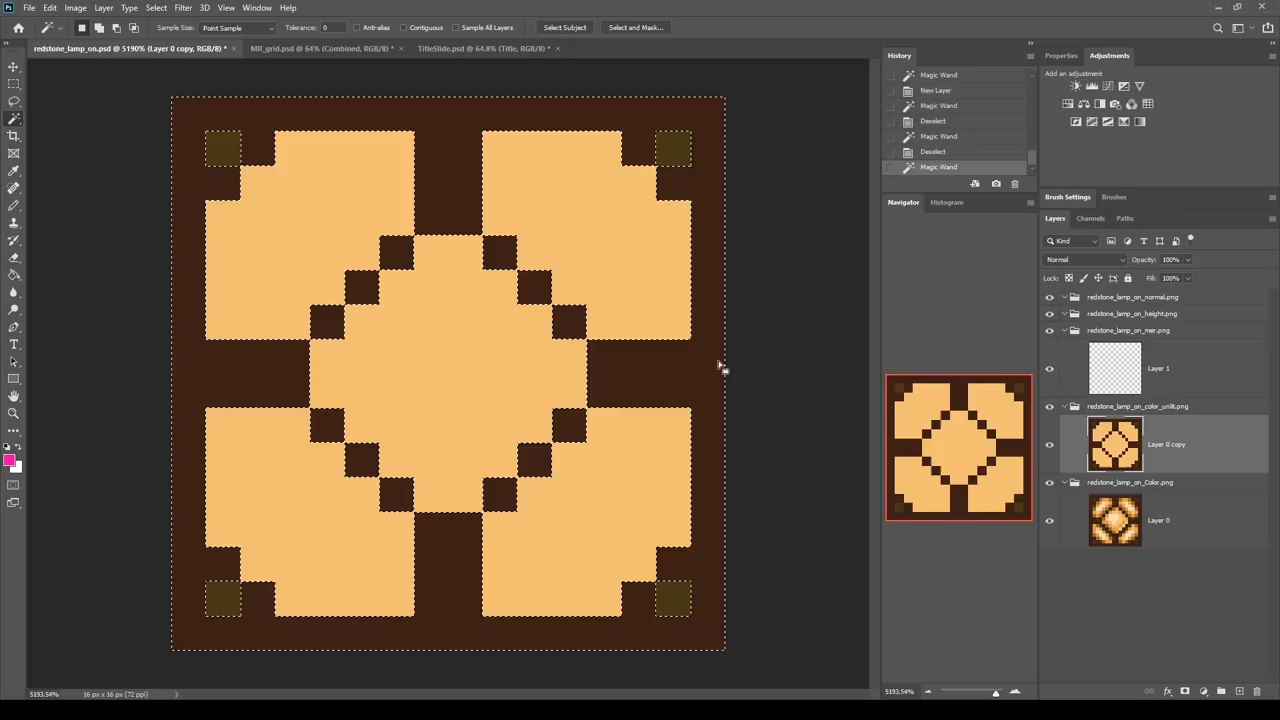 Ps File Edit Image Layer Type Select Filter 3D View Window Help
Sample Size: Point Sample Tolerance: 0 Anti-alias Contiguous Sample All Layers Select Subject Select and Mask...
redstone_lamp_on.psd @ 5190% (Layer 0 copy, RGB/8) * × MR_grid.psd @ 64% (Combined, RGB/8) * × TitleSlide.psd @ 64.8% (Title, RGB/8) * ×
History
Magic Wand
New Layer
Magic Wand
Deselect
Magic Wand
Deselect
Magic Wand
Navigator Histogram
5193.54%
Properties Adjustments
Add an adjustment
Brush Settings Brushes
Layers Channels Paths
Kind
Normal Opacity: 100%
Lock: Fill: 100%
redstone_lamp_on_normal.png
redstone_lamp_on_height.png
redstone_lamp_on_mer.png
Layer 1
redstone_lamp_on_color_unlit.png
Layer 0 copy
redstone_lamp_on_Color.png
Layer 0
fx
5193.54% 16 px x 16 px (72 ppi)